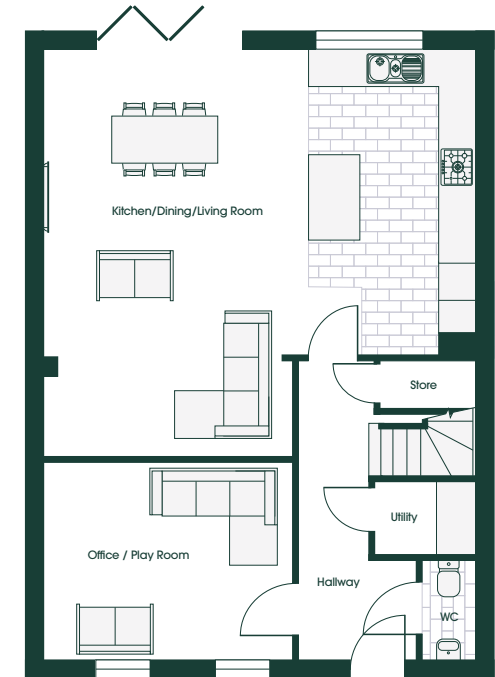 Kitchen/Dining/Living Room
Store
Utility
Office / Play Room
Hallway
WC